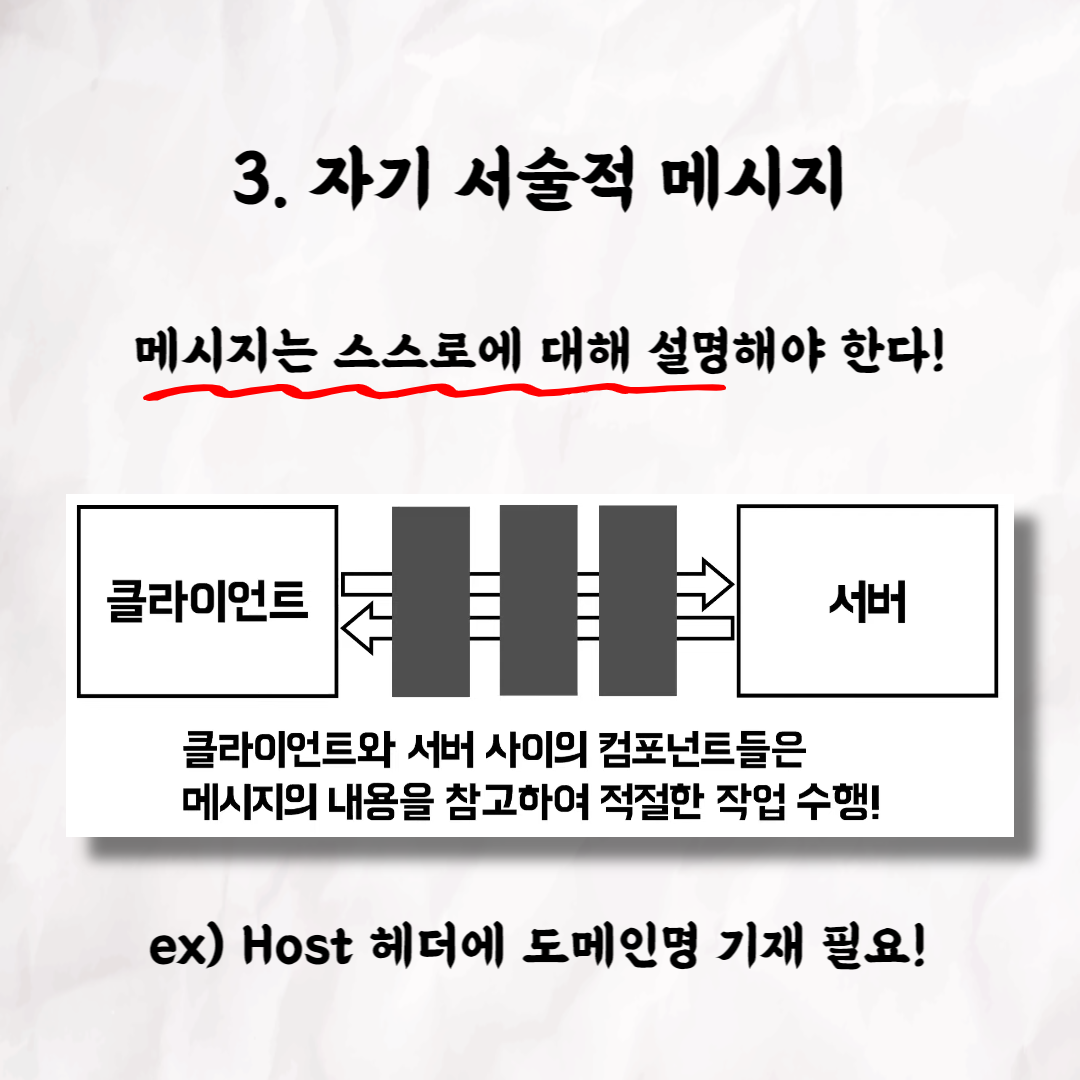 3. 자기 서술적 메시지
메시지는 스스로에 대해 설명해야 한다!
클라이언트
서버
클라이언트와 서버 사이의 컴포넌트들은
메시지의 내용을 참고하여 적절한 작업 수행!
ex) Host 헤더에 도메인명 기재 필요!